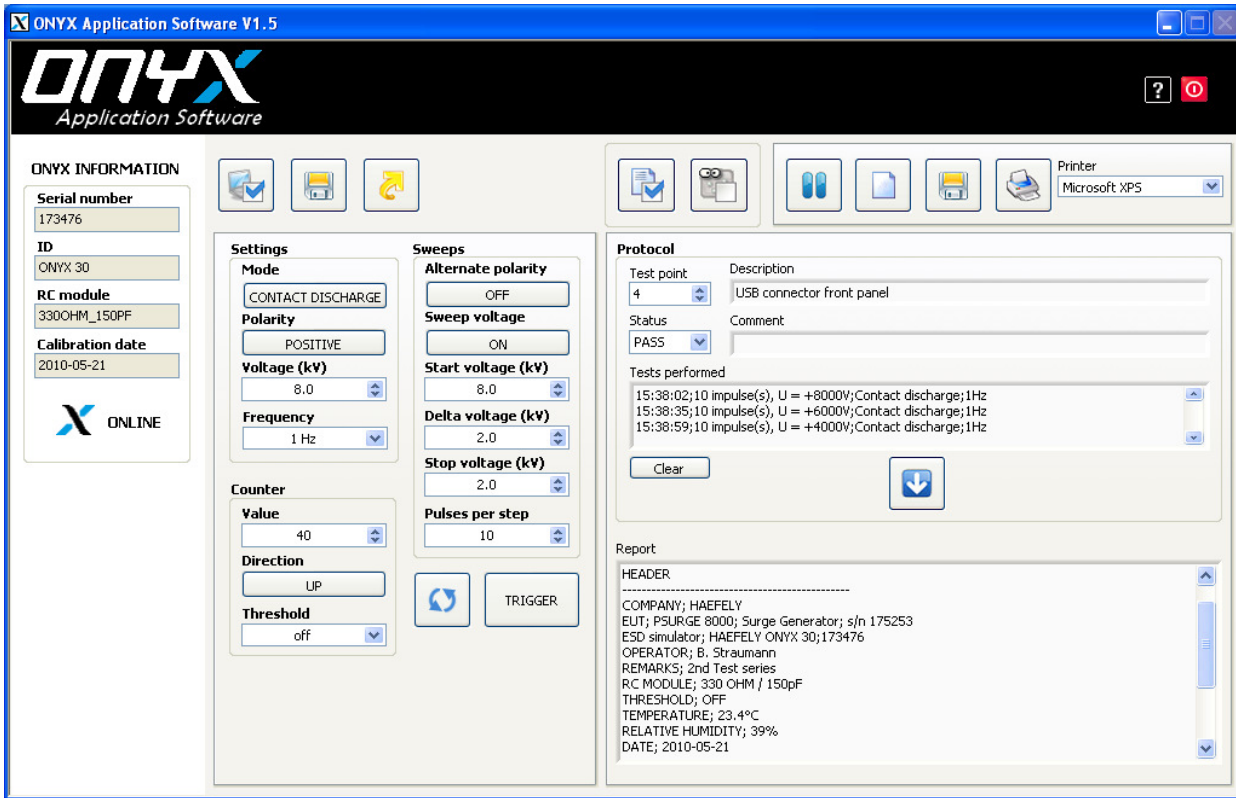 ONYX Application Software V1.5
ONYX
Application Software
?
ONYX INFORMATION
Serial number
173476
ID
ONYX 30
RC module
330OHM_150PF
Calibration date
2010-05-21
ONLINE
Settings
Mode
CONTACT DISCHARGE
Polarity
POSITIVE
Voltage (kV)
8.0
Frequency
1 Hz
Counter
Value
40
Direction
UP
Threshold
off
Sweeps
Alternate polarity
OFF
Sweep voltage
ON
Start voltage (kV)
8.0
Delta voltage (kV)
2.0
Stop voltage (kV)
2.0
Pulses per step
10
TRIGGER
Printer
Microsoft XPS
Protocol
Test point
4
Description
USB connector front panel
Status
PASS
Comment
Tests performed
15:38:02;10 impulse(s), U = +8000V;Contact discharge;1Hz
15:38:35;10 impulse(s), U = +6000V;Contact discharge;1Hz
15:38:59;10 impulse(s), U = +4000V;Contact discharge;1Hz
Clear
Report
HEADER
------------------------------------------------
COMPANY; HAEFELY
EUT; PSURGE 8000; Surge Generator; s/n 175253
ESD simulator; HAEFELY ONYX 30;173476
OPERATOR; B. Straumann
REMARKS; 2nd Test series
RC MODULE; 330 OHM / 150pF
THRESHOLD; OFF
TEMPERATURE; 23.4°C
RELATIVE HUMIDITY; 39%
DATE; 2010-05-21